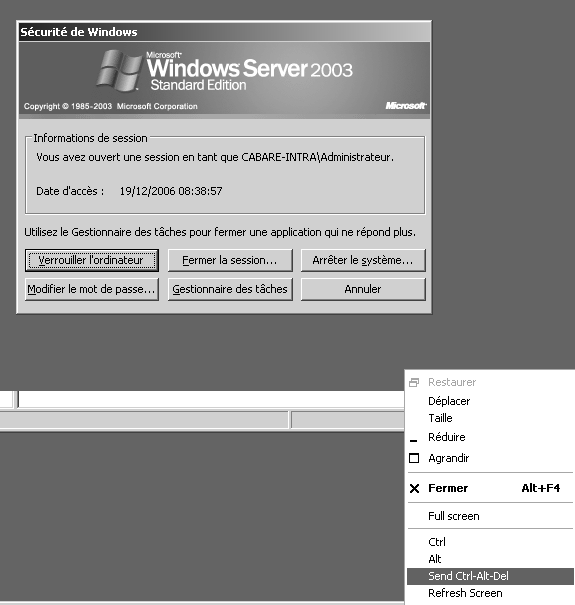 Sécurité de Windows
Microsoft®
Windows Server 2003
Standard Edition
Copyright © 1985-2003 Microsoft Corporation
Microsoft
Informations de session
Vous avez ouvert une session en tant que CABARE-INTRA\Administrateur.
Date d'accès : 19/12/2006 08:38:57
Utilisez le Gestionnaire des tâches pour fermer une application qui ne répond plus.
Verrouiller l'ordinateur
Fermer la session...
Arrêter le système...
Modifier le mot de passe...
Gestionnaire des tâches
Annuler
Restaurer
Déplacer
Taille
Réduire
Agrandir
Fermer Alt+F4
Full screen
Ctrl
Alt
Send Ctrl-Alt-Del
Refresh Screen